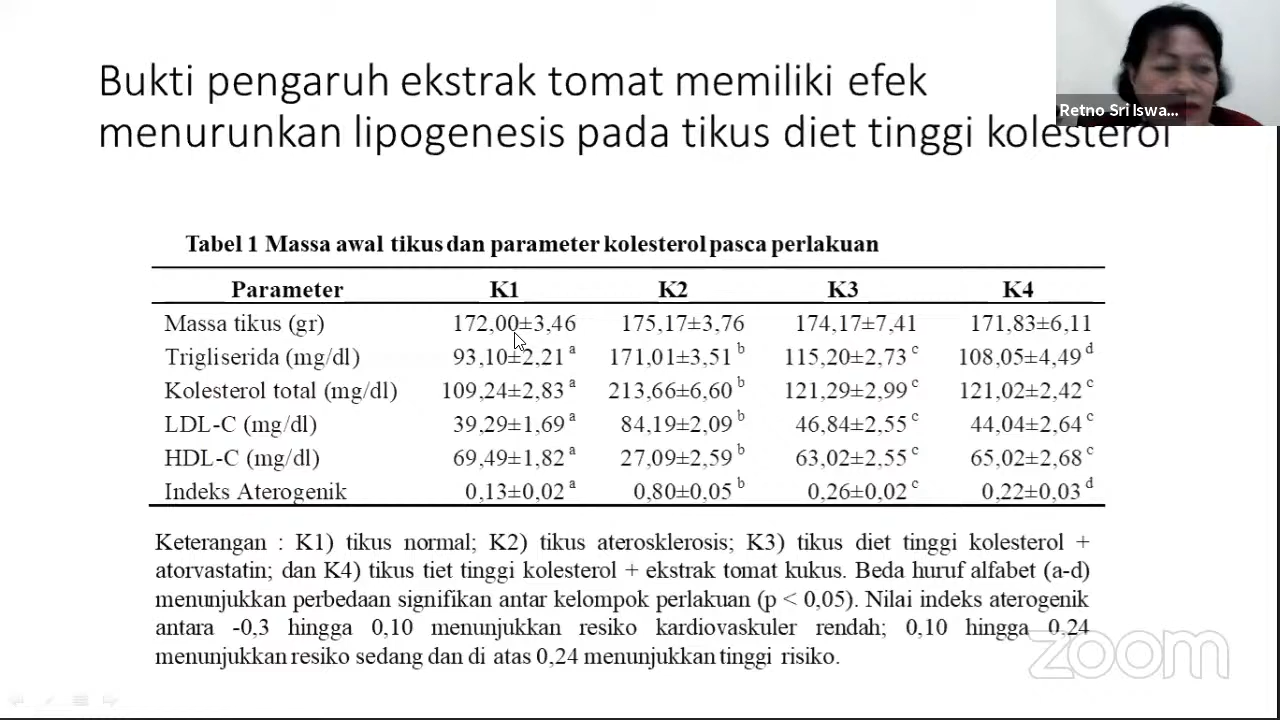 Bukti pengaruh ekstrak tomat memiliki efek
menurunkan lipogenesis pada tikus diet tinggi kolesterol
Retno Sri Iswa...
Tabel 1 Massa awal tikus dan parameter kolesterol pasca perlakuan
Parameter K1 K2 K3 K4
Massa tikus (gr) 172,00±3,46 175,17±3,76 174,17±7,41 171,83±6,11
Trigliserida (mg/dl) 93,10±2,21 a 171,01±3,51 b 115,20±2,73 c 108,05±4,49 d
Kolesterol total (mg/dl) 109,24±2,83 a 213,66±6,60 b 121,29±2,99 c 121,02±2,42 c
LDL-C (mg/dl) 39,29±1,69 a 84,19±2,09 b 46,84±2,55 c 44,04±2,64 c
HDL-C (mg/dl) 69,49±1,82 a 27,09±2,59 b 63,02±2,55 c 65,02±2,68 c
Indeks Aterogenik 0,13±0,02 a 0,80±0,05 b 0,26±0,02 c 0,22±0,03 d
Keterangan : K1) tikus normal; K2) tikus aterosklerosis; K3) tikus diet tinggi kolesterol +
atorvastatin; dan K4) tikus tiet tinggi kolesterol + ekstrak tomat kukus. Beda huruf alfabet (a-d)
menunjukkan perbedaan signifikan antar kelompok perlakuan (p < 0,05). Nilai indeks aterogenik
antara -0,3 hingga 0,10 menunjukkan resiko kardiovaskuler rendah; 0,10 hingga 0,24
menunjukkan resiko sedang dan di atas 0,24 menunjukkan tinggi risiko.
zoom